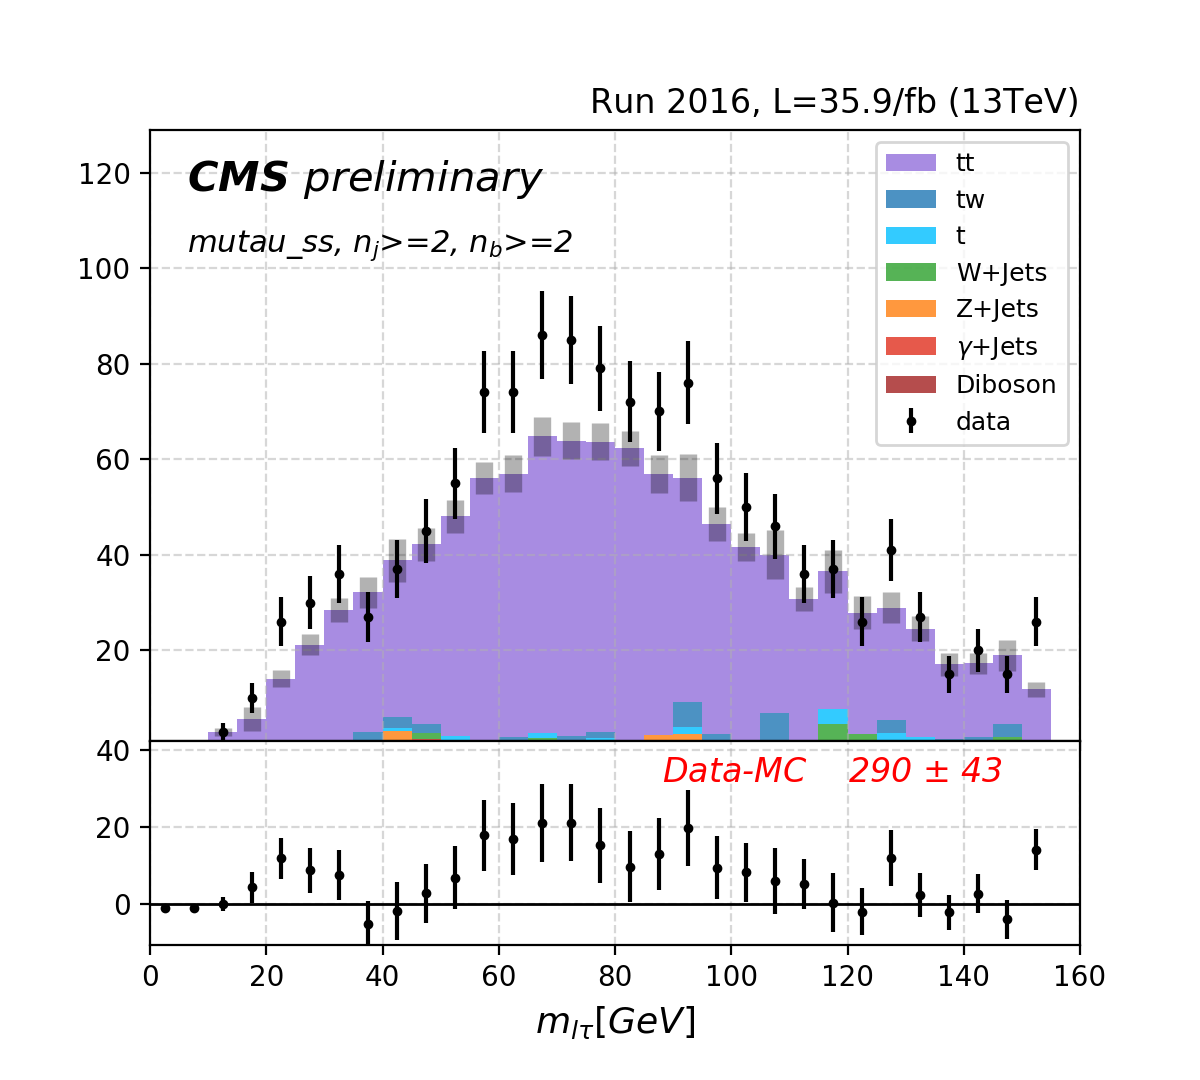 Run 2016, L=35.9/fb (13TeV)
CMS preliminary
mutau_ss, n_j>=2, n_b>=2
tt
tw
t
W+Jets
Z+Jets
γ+Jets
Diboson
data
120
100
80
60
40
20
Data-MC 290 ± 43
40
20
0
0 20 40 60 80 100 120 140 160
m_{lτ}[GeV]